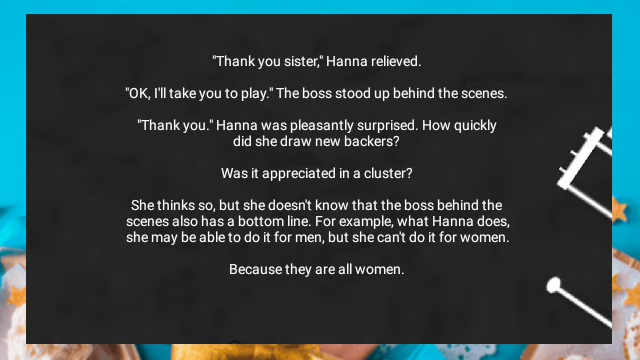 "Thank you sister," Hanna relieved.
"OK, I'll take you to play." The boss stood up behind the scenes.
"Thank you." Hanna was pleasantly surprised. How quickly
did she draw new backers?
Was it appreciated in a cluster?
She thinks so, but she doesn't know that the boss behind the
scenes also has a bottom line. For example, what Hanna does,
she may be able to do it for men, but she can't do it for women.
Because they are all women.